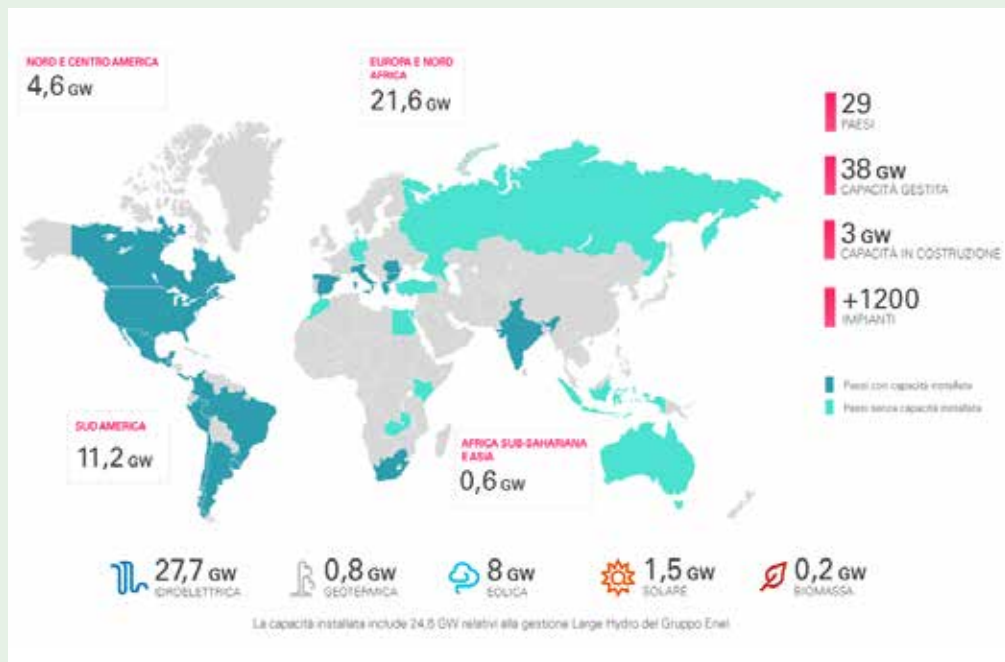 NORD E CENTRO AMERICA
4,6 GW
EUROPA E NORD
AFRICA
21,6 GW
29
PAESI
38 GW
CAPACITÀ GESTITA
3 GW
CAPACITÀ IN COSTRUZIONE
+1200
IMPIANTI
Paesi con capacità installata
Paesi senza capacità installata
SUD AMERICA
11,2 GW
AFRICA SUB-SAHARIANA
E ASIA
0,6 GW
27,7 GW
IDROELETTRICA
0,8 GW
GEOTERMICA
8 GW
EOLICA
1,5 GW
SOLARE
0,2 GW
BIOMASSA
La capacità installata include 24,8 GW relativi alla gestione Large Hydro del Gruppo Enel